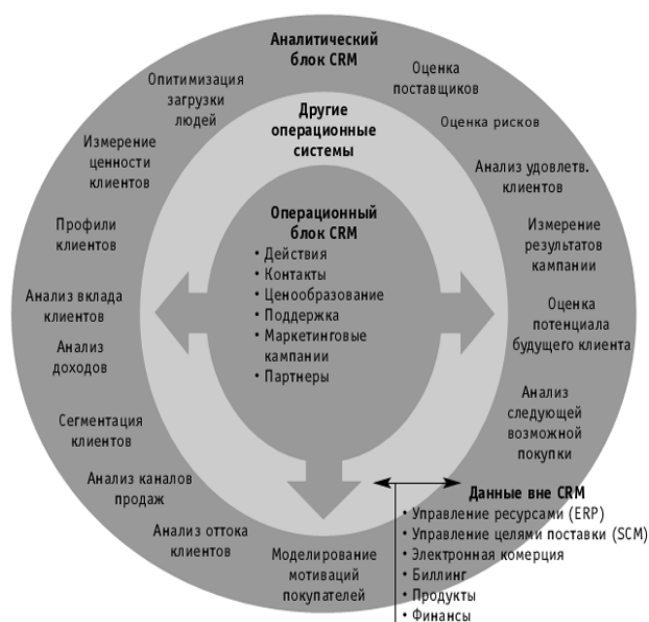 Аналитический
блок CRM
Опитимизация
загрузки
людей
Оценка
поставщиков
Другие
операционные
системы
Оценка рисков
Измерение
ценности
клиентов
Анализ удовлетв.
клиентов
Операционный
блок CRM
• Действия
• Контакты
• Ценообразование
• Поддержка
• Маркетинговые
кампании
• Партнеры
Профили
клиентов
Измерение
результатов
кампании
Анализ вклада
клиентов
Оценка
потенциала
будущего клиента
Анализ
доходов
Анализ
следующей
возможной
покупки
Сегментация
клиентов
Анализ каналов
продаж
Анализ оттока
клиентов
Моделирование
мотиваций
покупателей
Данные вне CRM
• Управление ресурсами (ERP)
• Управление целями поставки (SCM)
• Электронная комерция
• Биллинг
• Продукты
• Финансы